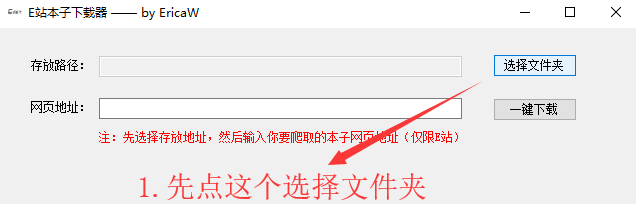 E站本子下载器 —— by EricaW
存放路径：
选择文件夹
网页地址：
一键下载
注：先选择存放地址，然后输入你要爬取的本子网页地址（仅限E站）
1.先点这个选择文件夹